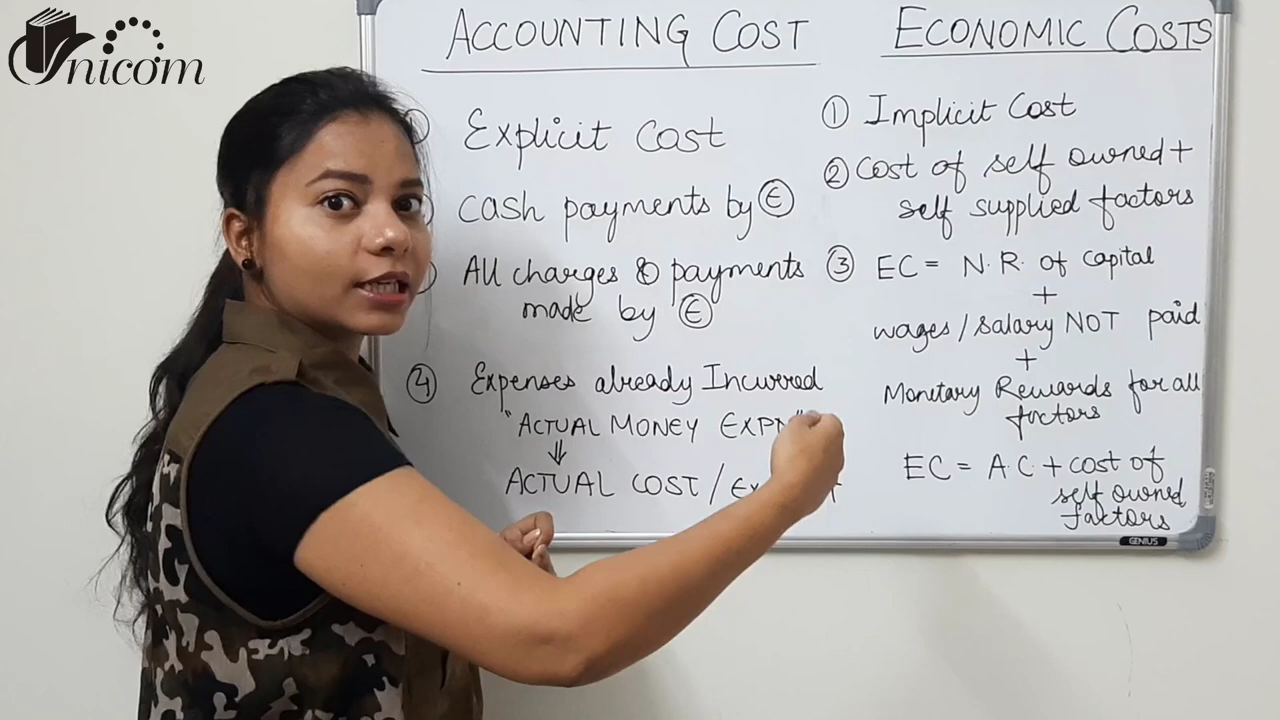 Unicom
ACCOUNTING COST
Explicit Cost
cash payments by Ⓔ
All charges & payments
made by Ⓔ
④ Expenses already Incurred
"ACTUAL MONEY EXPN"
⇓
ACTUAL COST /
ECONOMIC COSTS
① Implicit Cost
② Cost of self owned +
self supplied factors
③ EC = N.R. of capital
+
wages/salary NOT paid
+
Monetary Rewards for all
factors
EC = A.C. + cost of
self owned
factors
GENIUS